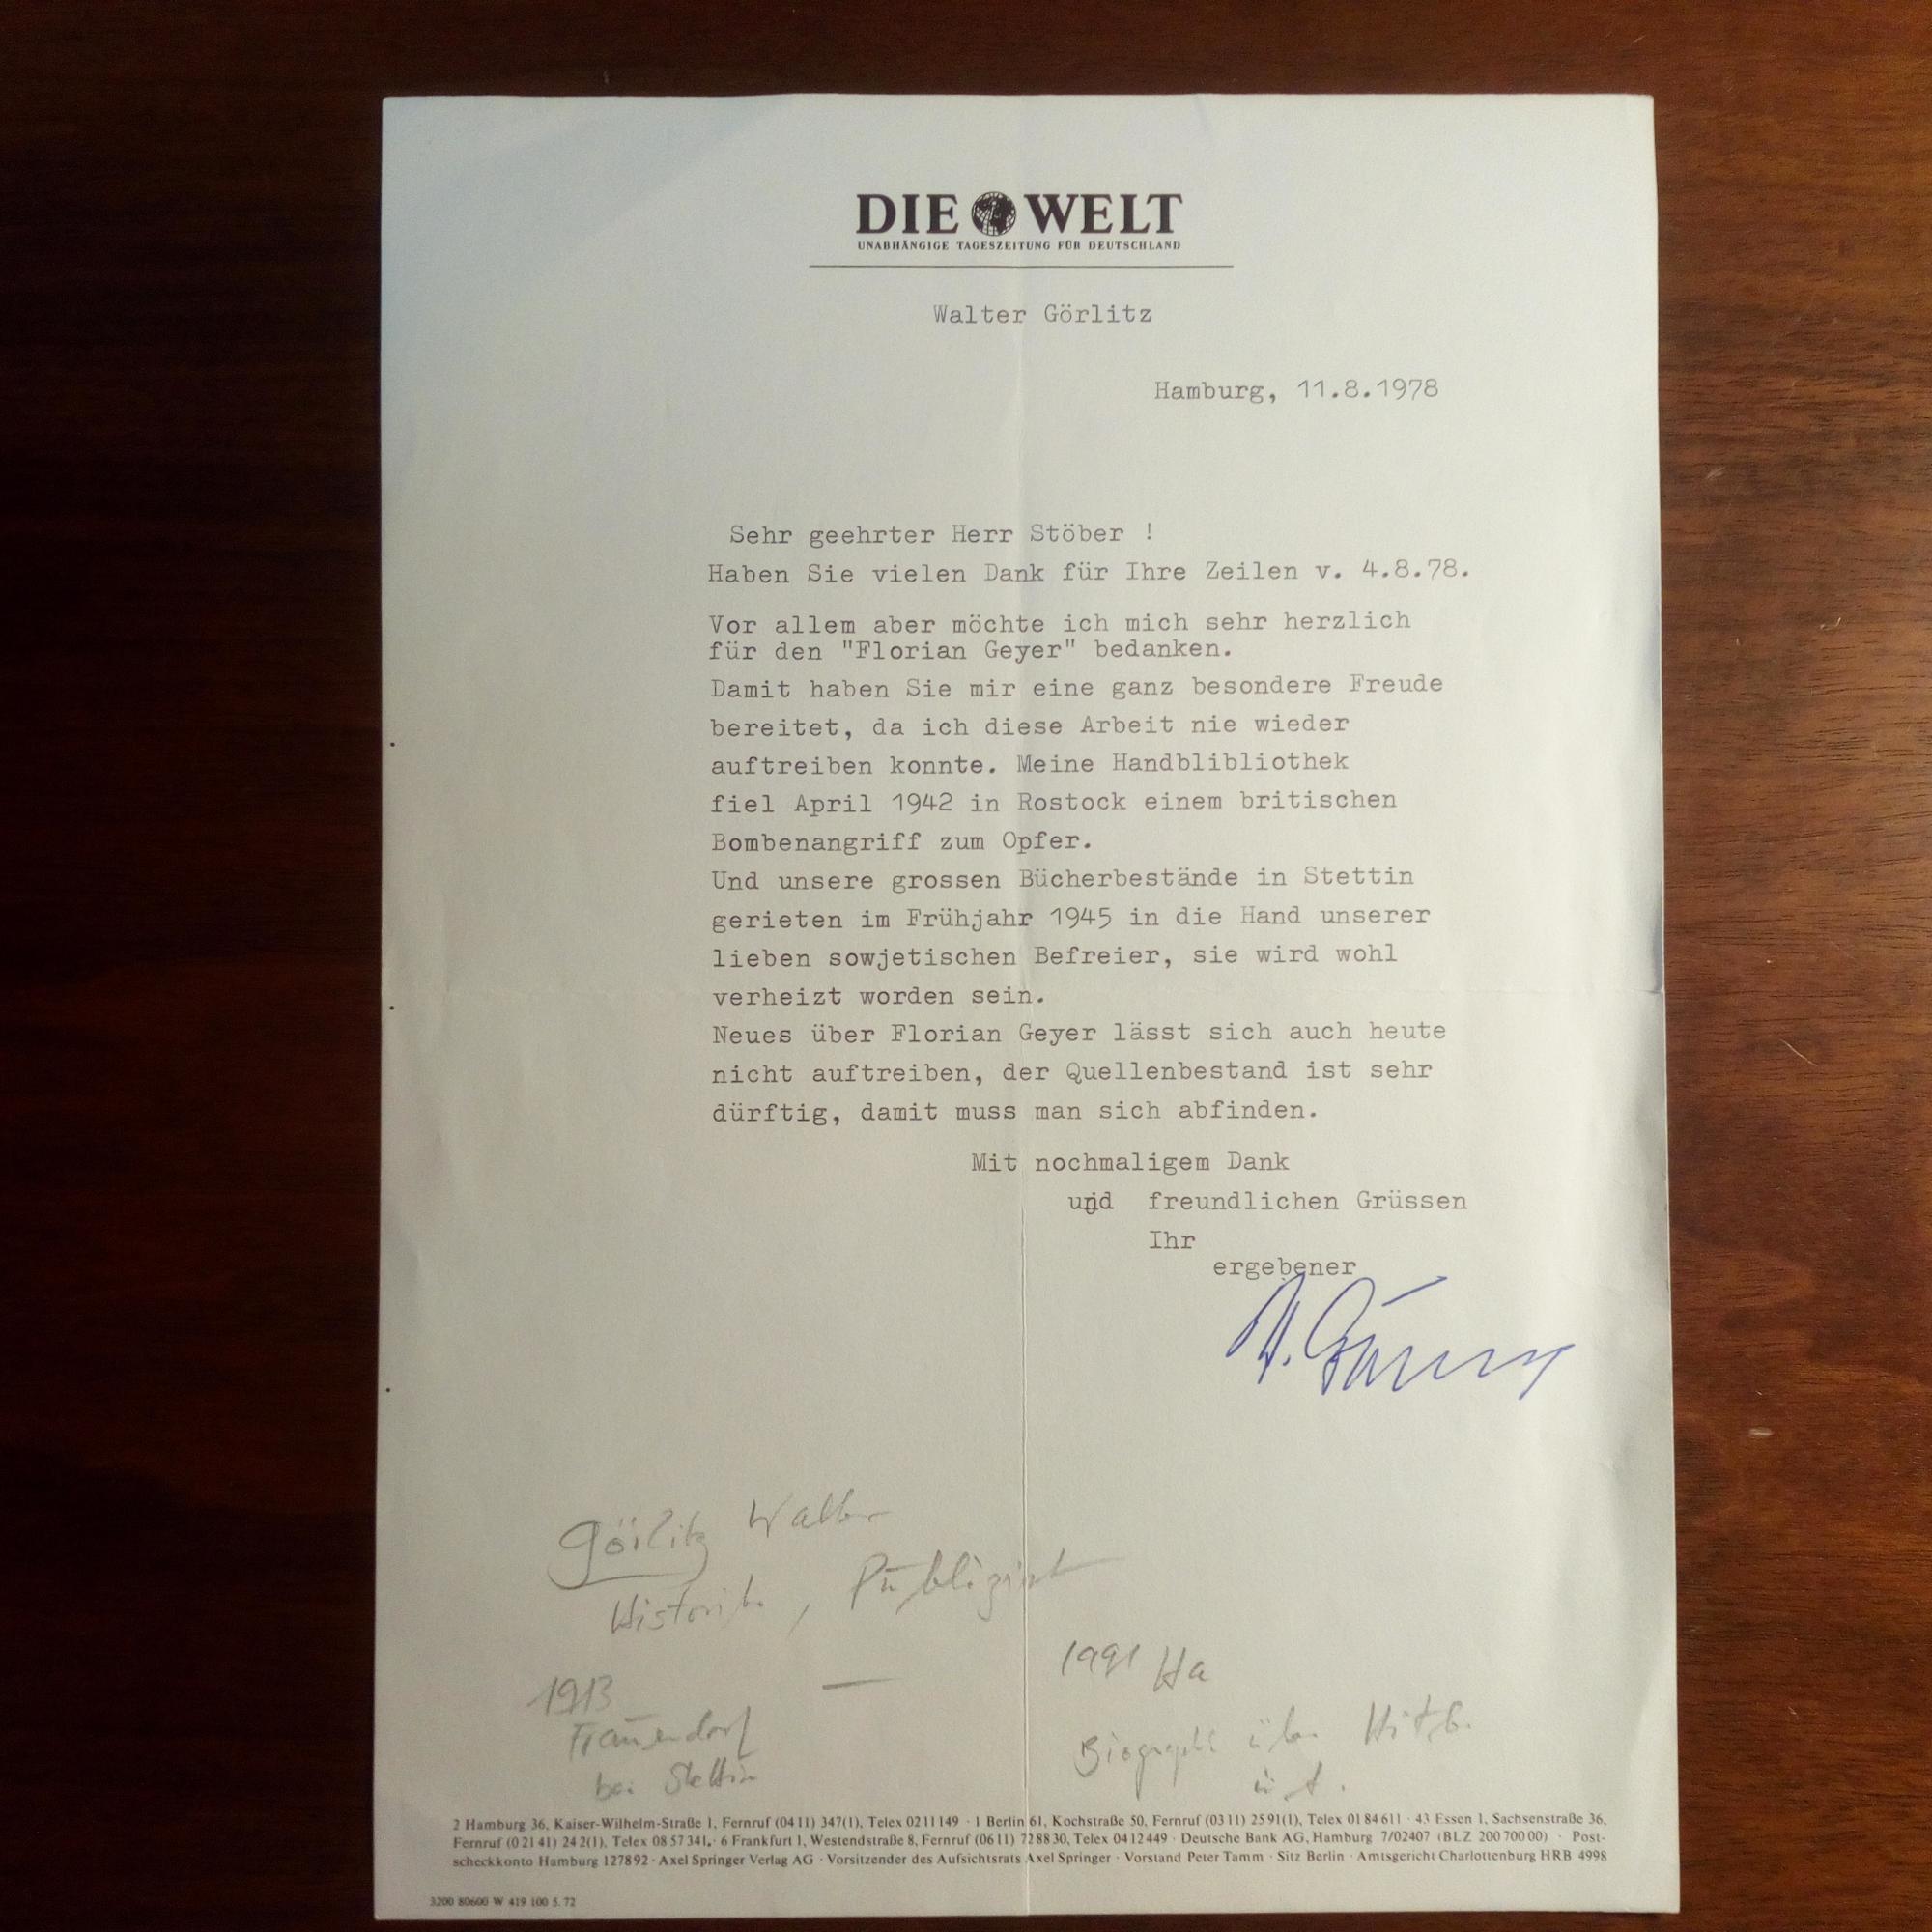 DIE WELT
UNABHÄNGIGE TAGESZEITUNG FÜR DEUTSCHLAND
Walter Görlitz
Hamburg, 11.8.1978
Sehr geehrter Herr Stöber !
Haben Sie vielen Dank für Ihre Zeilen v. 4.8.78.
Vor allem aber möchte ich mich sehr herzlich
für den "Florian Geyer" bedanken.
Damit haben Sie mir eine ganz besondere Freude
bereitet, da ich diese Arbeit nie wieder
auftreiben konnte. Meine Handblibliothek
fiel April 1942 in Rostock einem britischen
Bombenangriff zum Opfer.
Und unsere grossen Bücherbestände in Stettin
gerieten im Frühjahr 1945 in die Hand unserer
lieben sowjetischen Befreier, sie wird wohl
verheizt worden sein.
Neues über Florian Geyer lässt sich auch heute
nicht auftreiben, der Quellenbestand ist sehr
dürftig, damit muss man sich abfinden.
Mit nochmaligem Dank
und freundlichen Grüssen
Ihr
ergebener
Görlitz Walter
Historiker, Publizist
1913 — 1991 Ha
Frauendorf
bei Stettin
Biographie über Hitler
2 Hamburg 36, Kaiser-Wilhelm-Straße 1, Fernruf (0411) 347(1), Telex 0211149 · 1 Berlin 61, Kochstraße 50, Fernruf (0311) 2591(1), Telex 0184611 · 43 Essen 1, Sachsenstraße 36,
Fernruf (02141) 242(1), Telex 0857341, · 6 Frankfurt 1, Westendstraße 8, Fernruf (0611) 728830, Telex 0412449 · Deutsche Bank AG, Hamburg 7/02407 (BLZ 20070000) · Post-
scheckkonto Hamburg 127892 · Axel Springer Verlag AG · Vorsitzender des Aufsichtsrats Axel Springer · Vorstand Peter Tamm · Sitz Berlin · Amtsgericht Charlottenburg HRB 4998
3200 80600 W 419 100 5.72